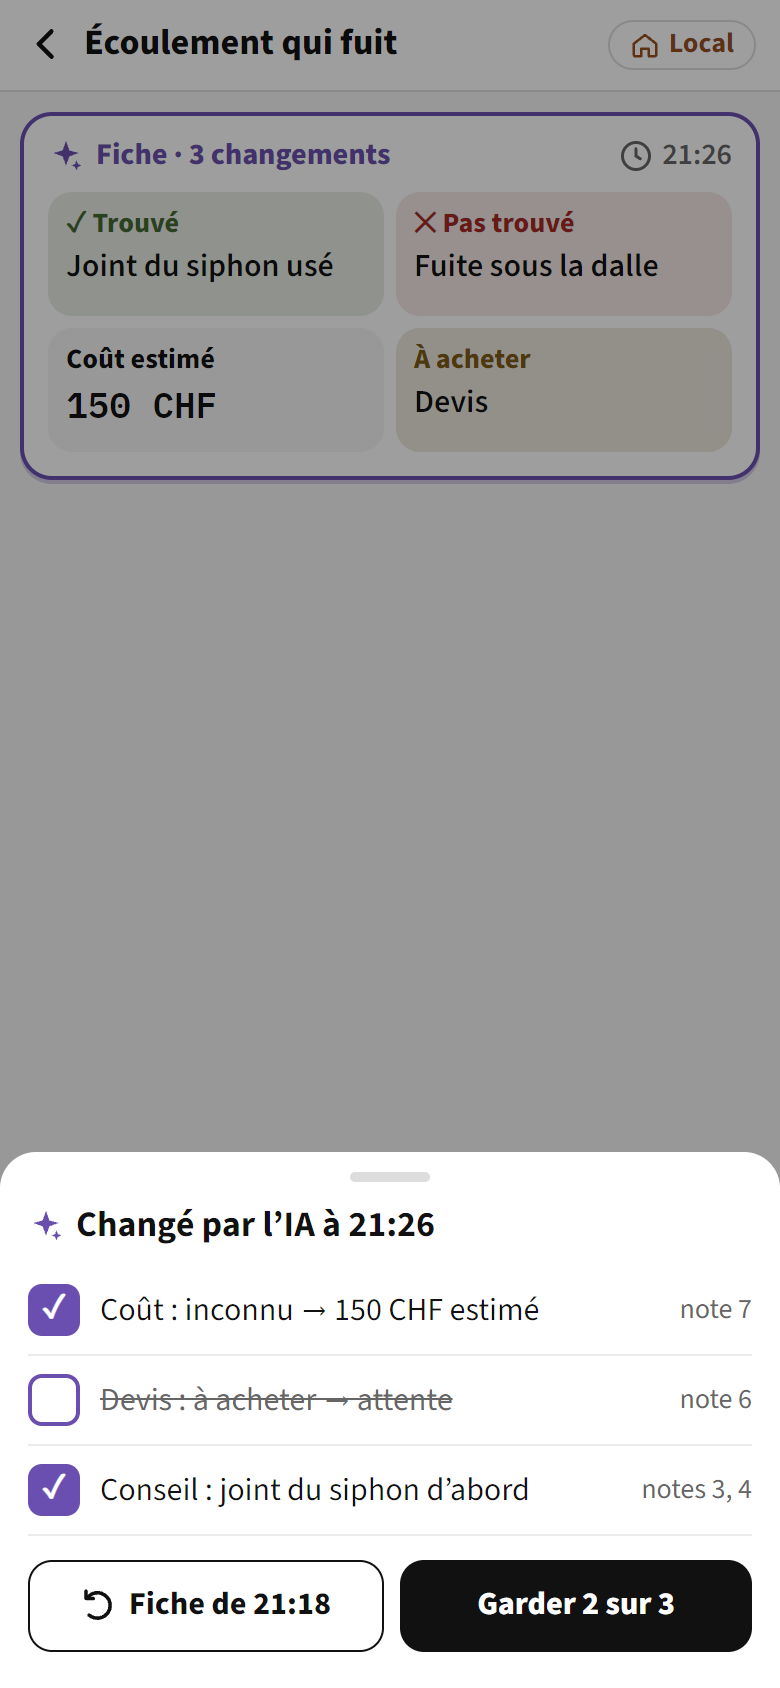 Écoulement qui fuit
Local
Fiche · 3 changements
21:26
✓ Trouvé
Joint du siphon usé
✕ Pas trouvé
Fuite sous la dalle
Coût estimé
150 CHF
À acheter
Devis
Changé par l’IA à 21:26
Coût : inconnu → 150 CHF estimé
note 7
Devis : à acheter → attente
note 6
Conseil : joint du siphon d’abord
notes 3, 4
Fiche de 21:18
Garder 2 sur 3